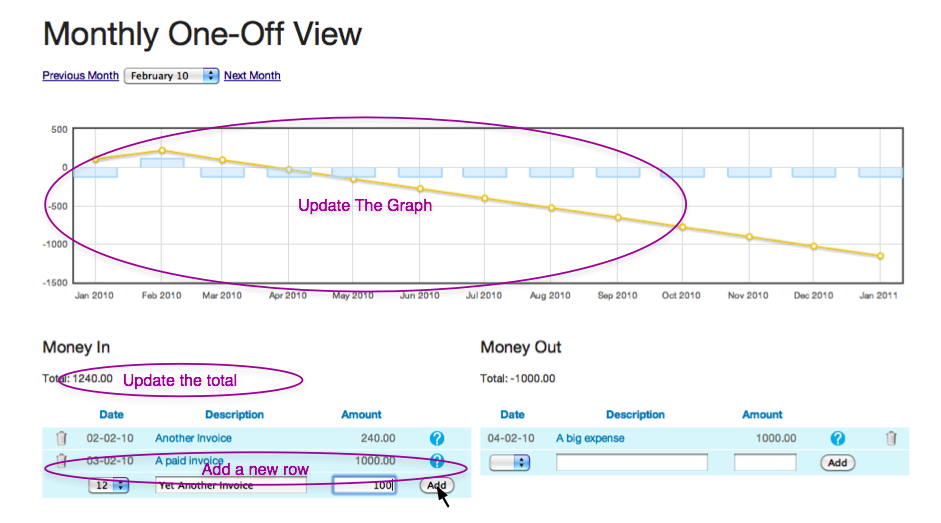 Monthly One-Off View
Previous Month February 10 Next Month
500
0
-500
-1000
-1500
Update The Graph
Jan 2010 Feb 2010 Mar 2010 Apr 2010 May 2010 Jun 2010 Jul 2010 Aug 2010 Sep 2010 Oct 2010 Nov 2010 Dec 2010 Jan 2011
Money In
Total: 1240.00 Update the total
Date Description Amount
02-02-10 Another Invoice 240.00 ?
03-02-10 A paid invoice 1000.00 ?
Add a new row
12 Yet Another Invoice 100 Add
Money Out
Total: -1000.00
Date Description Amount
04-02-10 A big expense 1000.00 ?
Add